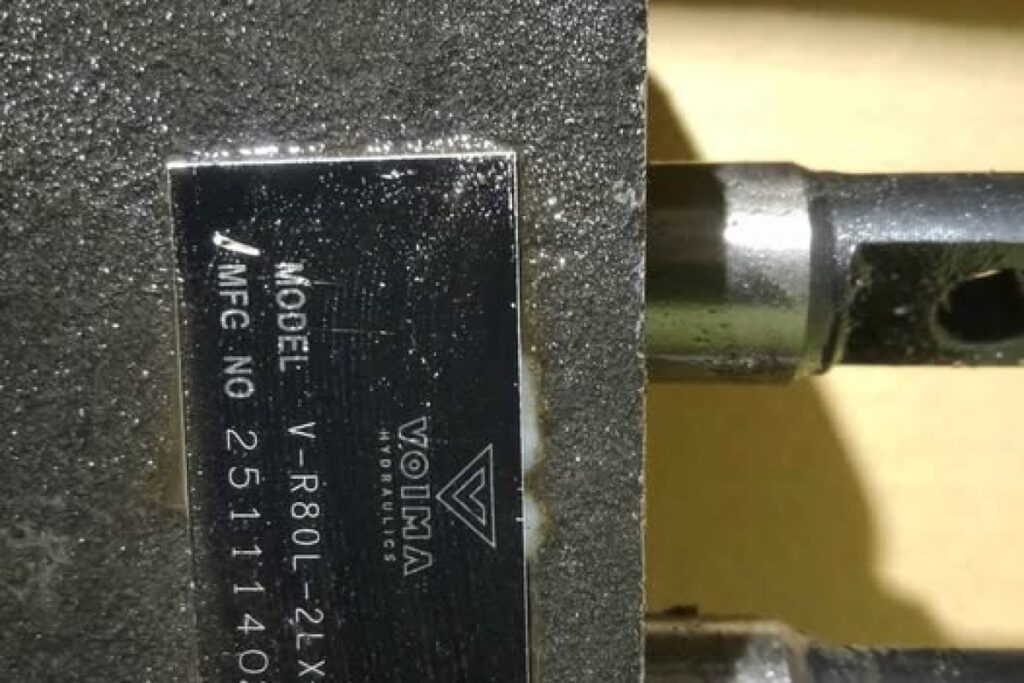 VOIMA
HYDRAULICS
MODEL V-R80L-2LX
MFG NO 2511140